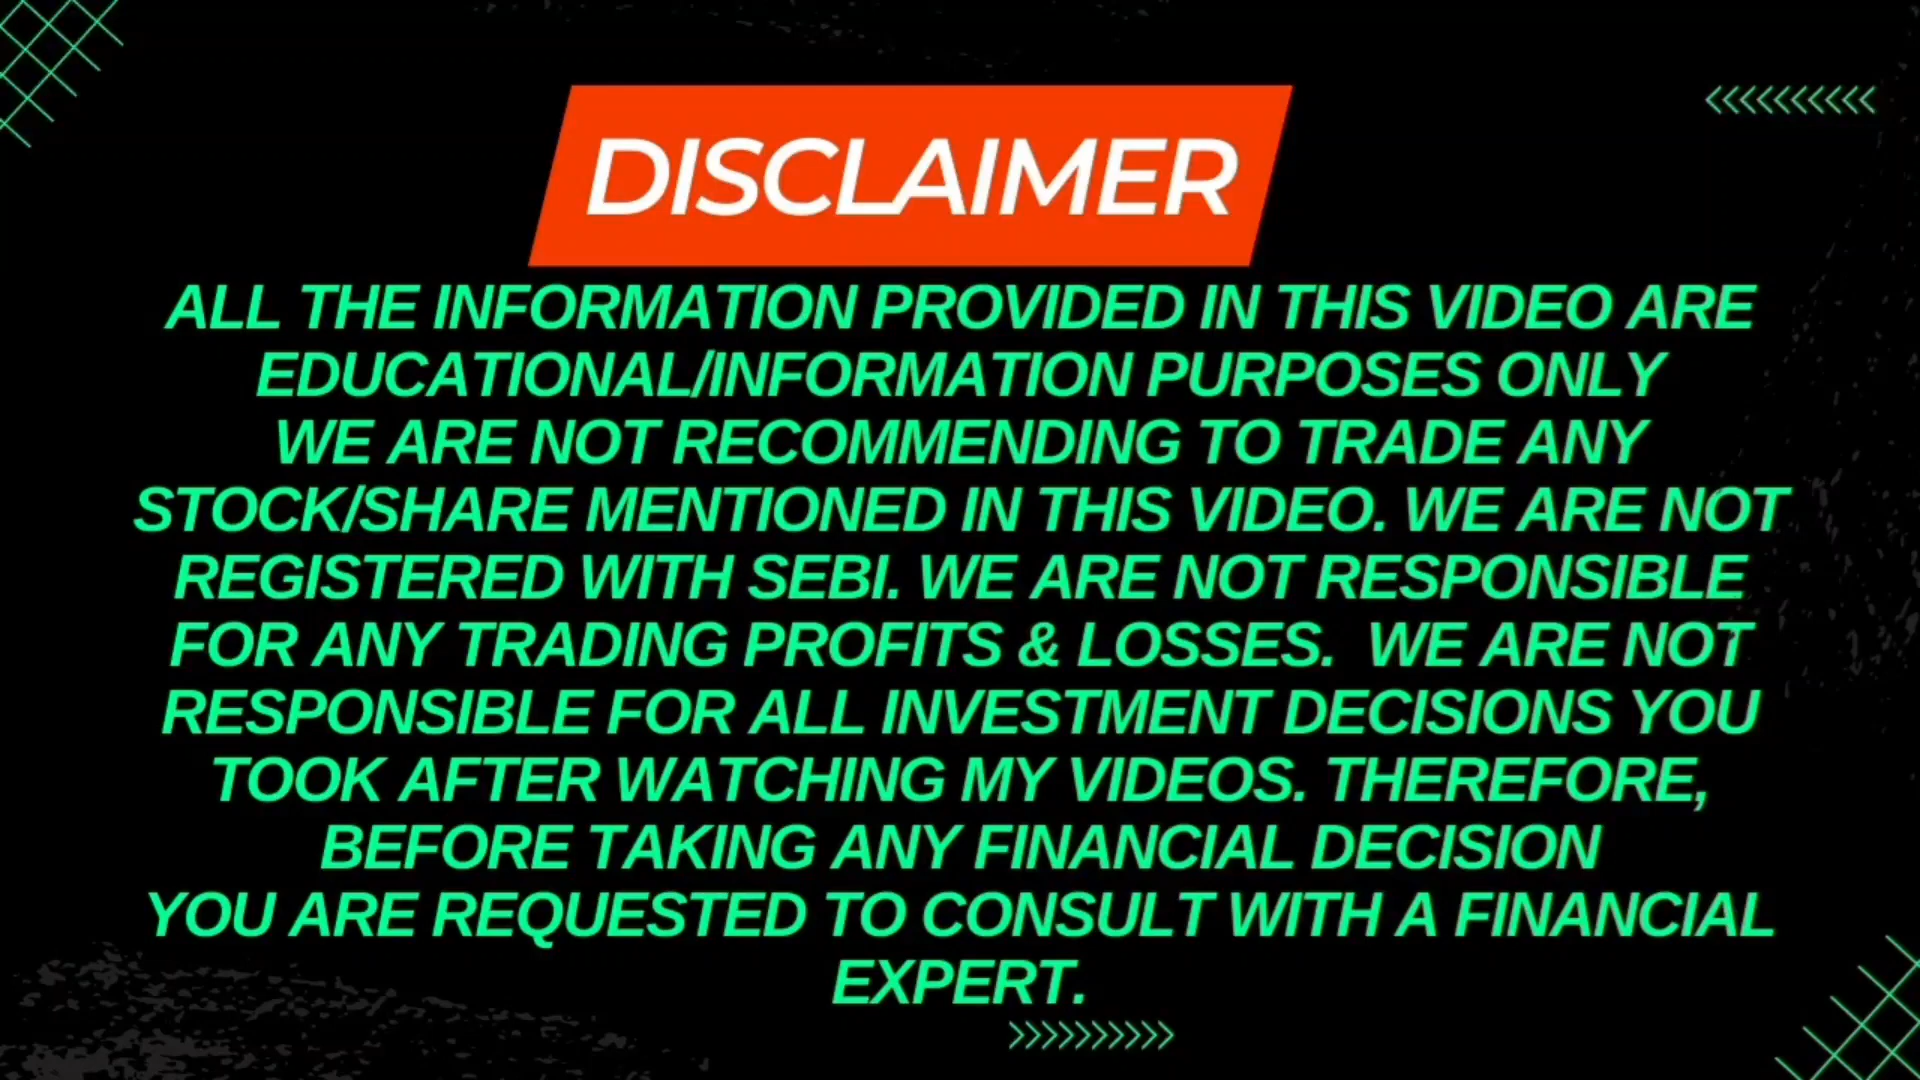 DISCLAIMER
ALL THE INFORMATION PROVIDED IN THIS VIDEO ARE
EDUCATIONAL/INFORMATION PURPOSES ONLY
WE ARE NOT RECOMMENDING TO TRADE ANY
STOCK/SHARE MENTIONED IN THIS VIDEO. WE ARE NOT
REGISTERED WITH SEBI. WE ARE NOT RESPONSIBLE
FOR ANY TRADING PROFITS & LOSSES.  WE ARE NOT
RESPONSIBLE FOR ALL INVESTMENT DECISIONS YOU
TOOK AFTER WATCHING MY VIDEOS. THEREFORE,
BEFORE TAKING ANY FINANCIAL DECISION
YOU ARE REQUESTED TO CONSULT WITH A FINANCIAL
EXPERT.